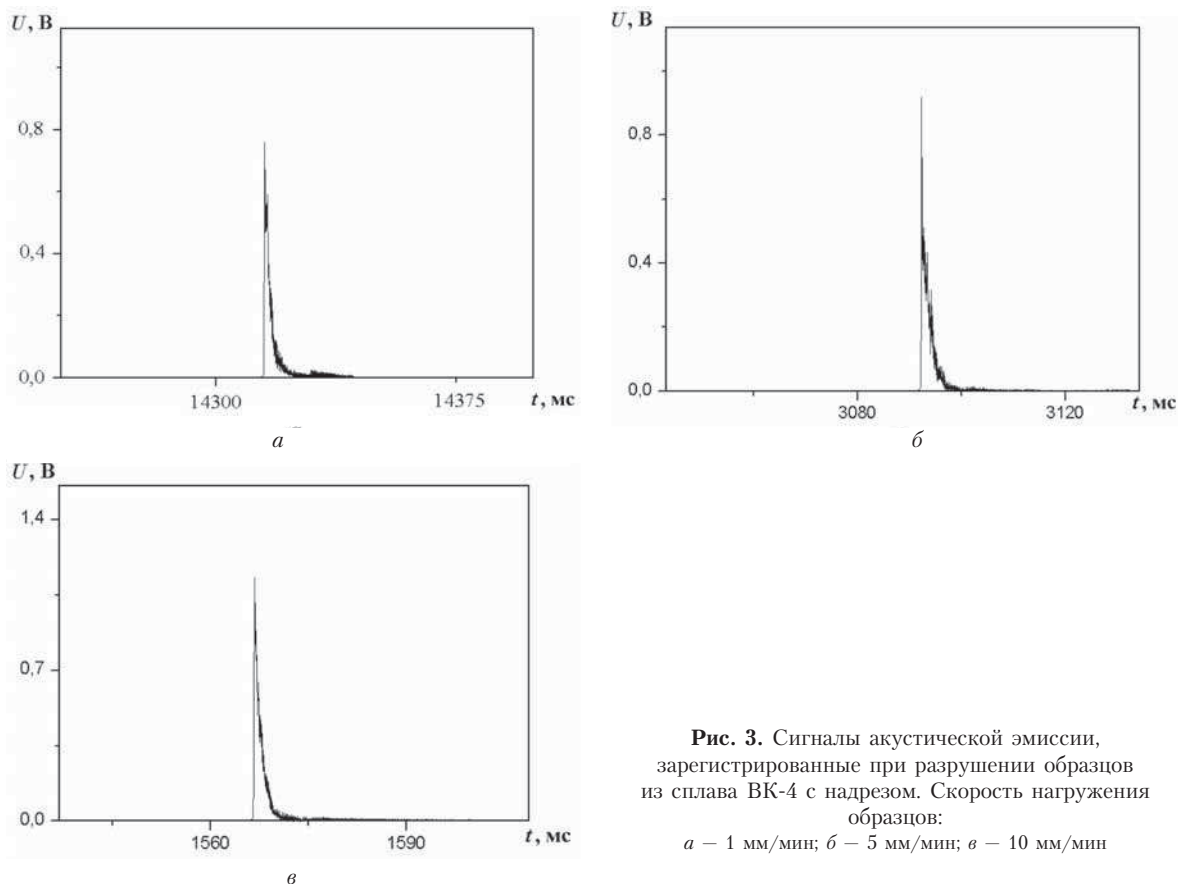 U, В
0,8
0,4
0,0
14300
14375
t, мс
а
U, В
0,8
0,4
0,0
3080
3120
t, мс
б
U, В
1,4
0,7
0,0
1560
1590
t, мс
в
Рис. 3. Сигналы акустической эмиссии,
зарегистрированные при разрушении образцов
из сплава ВК-4 с надрезом. Скорость нагружения
образцов:
а – 1 мм/мин; б – 5 мм/мин; в – 10 мм/мин